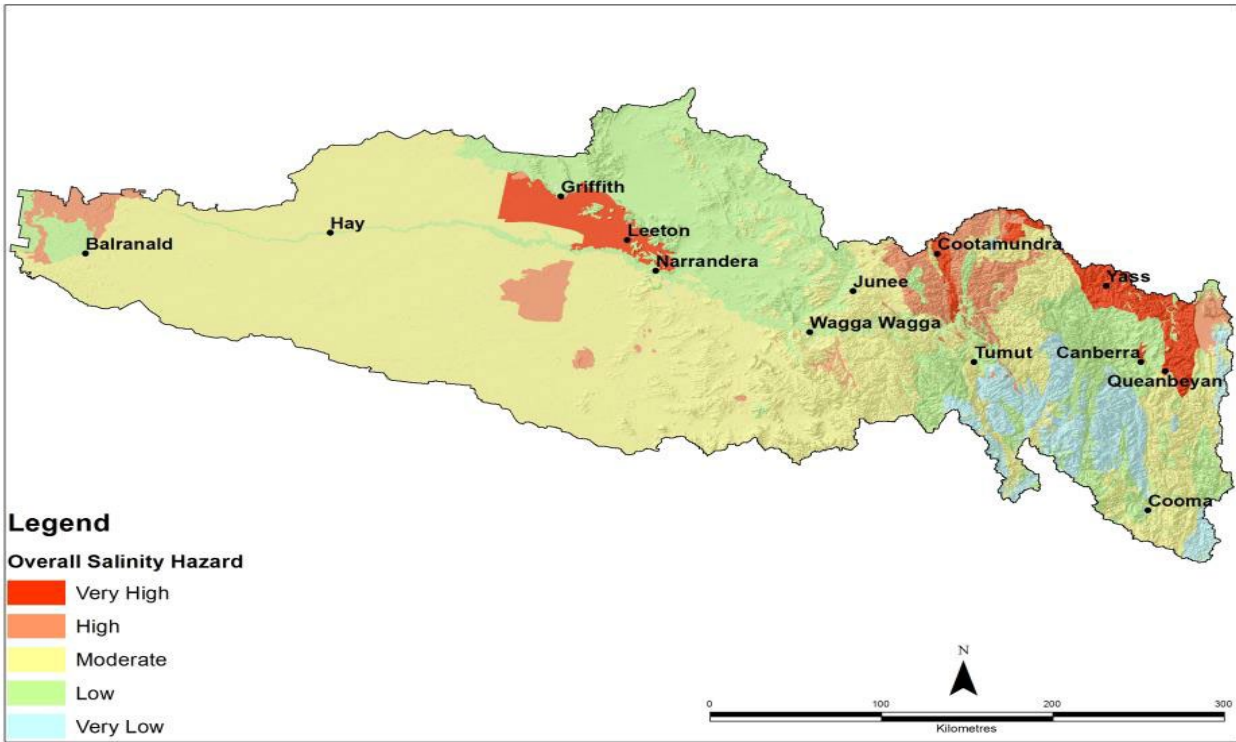 Griffith
Hay
Leeton
Balranald
Cootamundra
Narrandera
Junee
Yass
Wagga Wagga
Tumut
Canberra
Queanbeyan
Cooma
Legend
Overall Salinity Hazard
Very High
High
Moderate
Low
Very Low
N
0 100 200 300
Kilometres